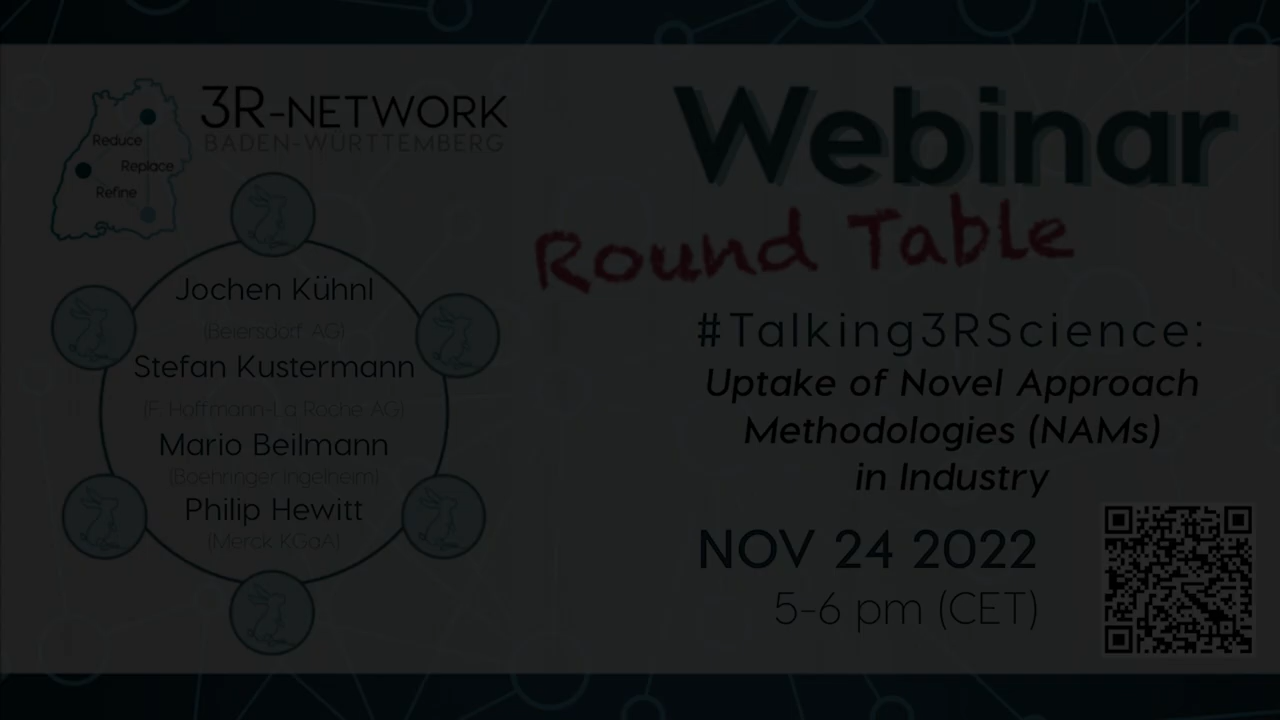 3R-NETWORK
BADEN-WÜRTTEMBERG
Reduce
Replace
Refine
Jochen Kühnl
(Beiersdorf AG)
Stefan Kustermann
(F. Hoffmann-La Roche AG)
Mario Beilmann
(Boehringer Ingelheim)
Philip Hewitt
(Merck KGaA)
Webinar
Round Table
#Talking3RScience:
Uptake of Novel Approach
Methodologies (NAMs)
in Industry
NOV 24 2022
5-6 pm (CET)